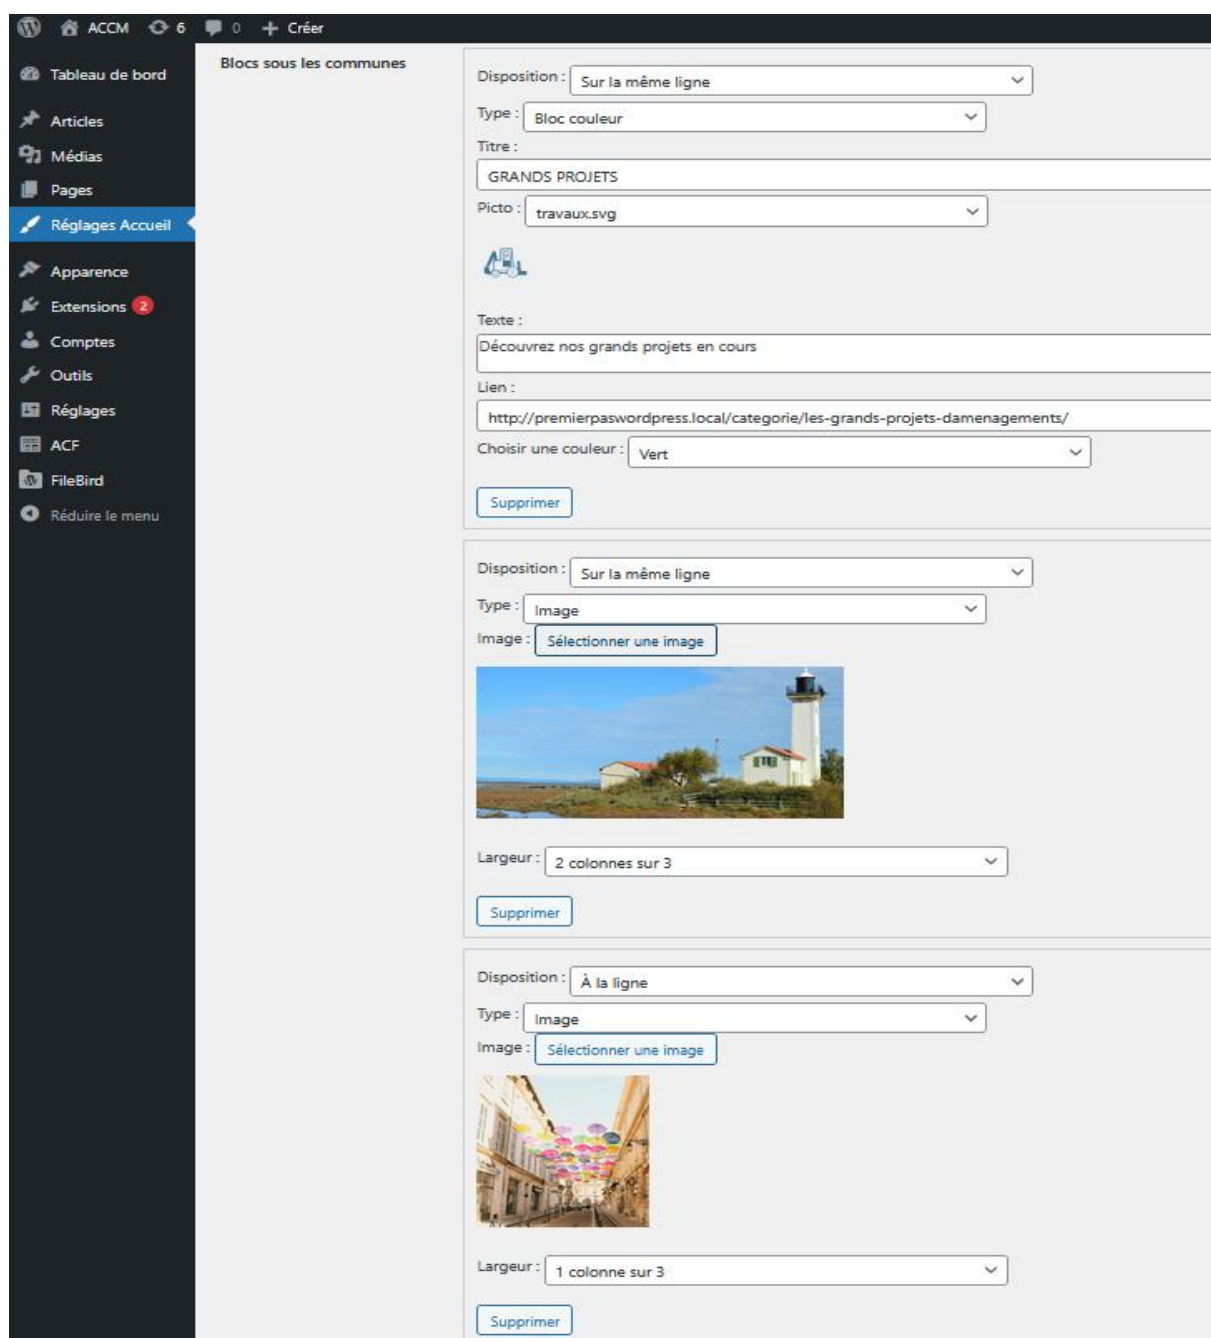 ACCM 6 0 + Créer
Tableau de bord
Articles
Médias
Pages
Réglages Accueil
Apparence
Extensions 2
Comptes
Outils
Réglages
ACF
FileBird
Réduire le menu
Blocs sous les communes
Disposition : Sur la même ligne
Type : Bloc couleur
Titre :
GRANDS PROJETS
Picto : travaux.svg
Texte :
Découvrez nos grands projets en cours
Lien :
http://premierpaswordpress.local/categorie/les-grands-projets-damenagements/
Choisir une couleur : Vert
Supprimer
Disposition : Sur la même ligne
Type : Image
Image : Sélectionner une image
Largeur : 2 colonnes sur 3
Supprimer
Disposition : À la ligne
Type : Image
Image : Sélectionner une image
Largeur : 1 colonne sur 3
Supprimer